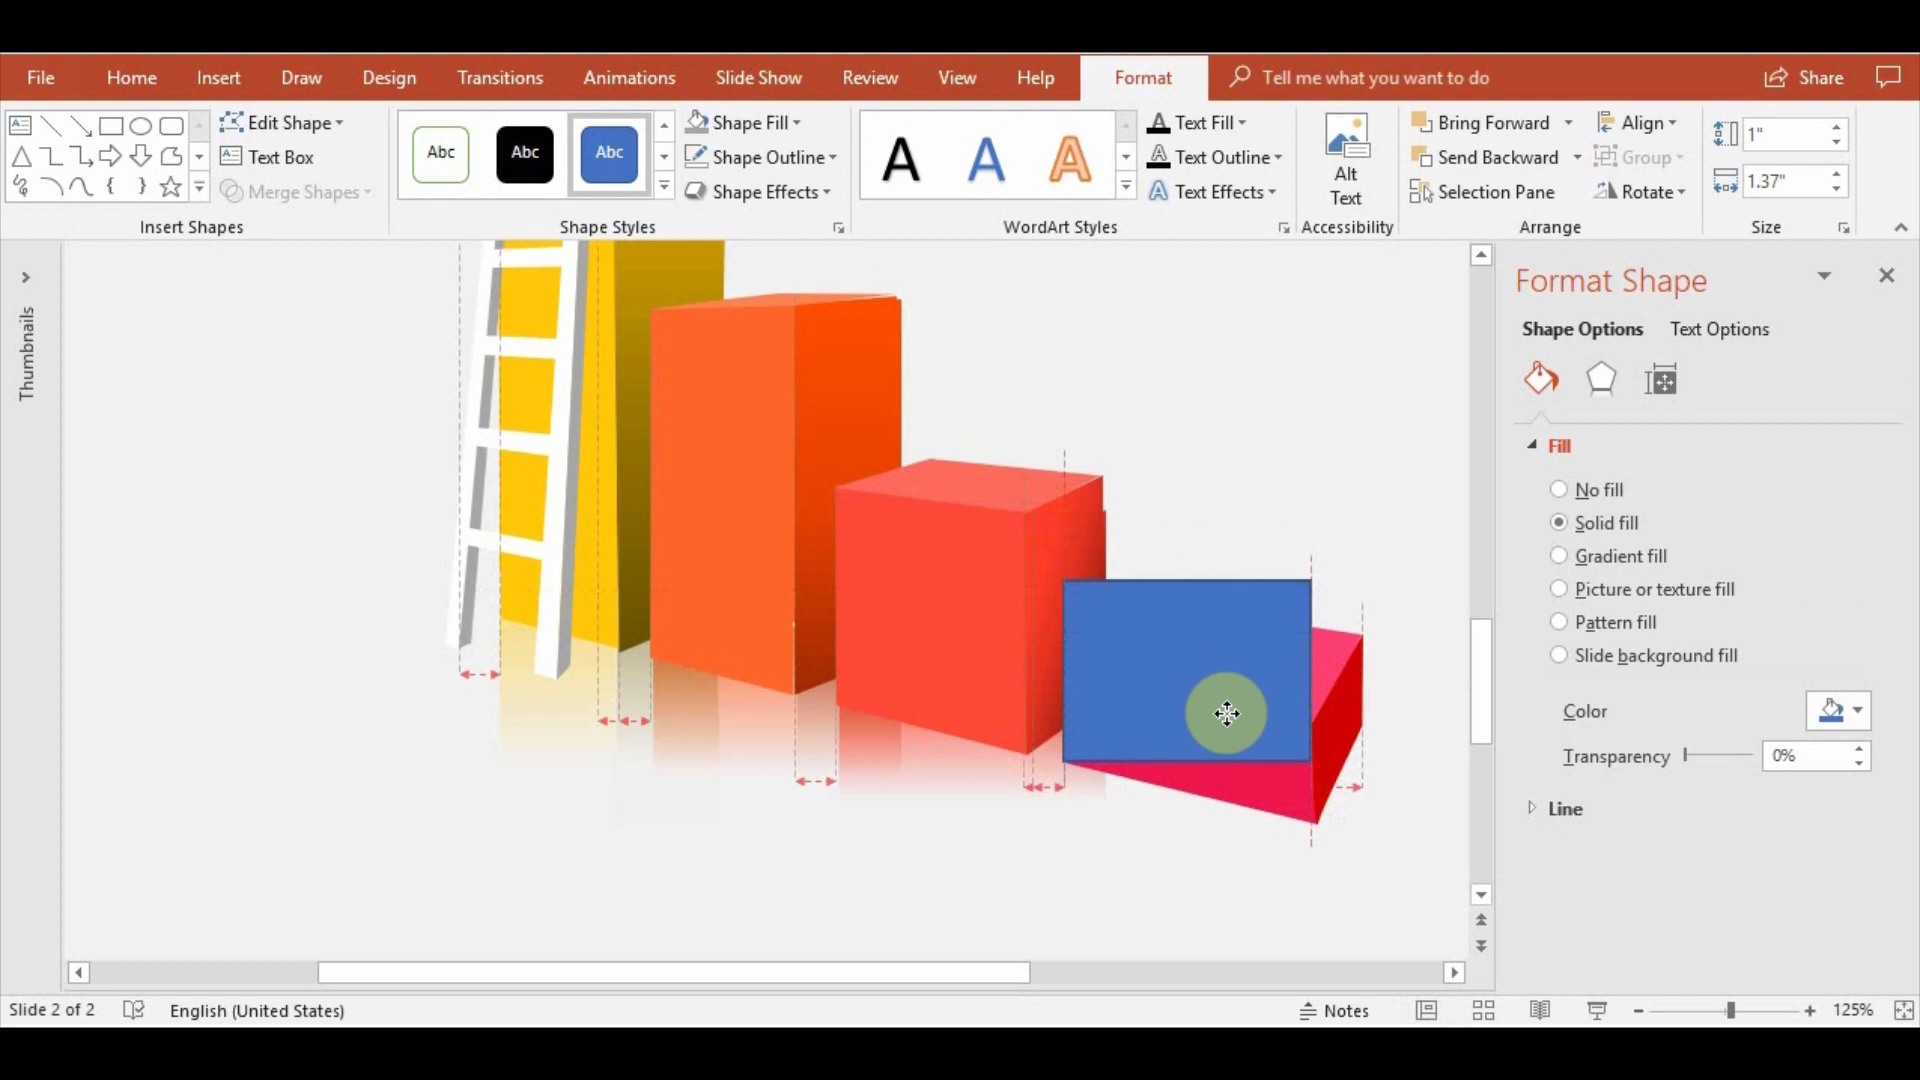 File Home Insert Draw Design Transitions Animations Slide Show Review View Help Format Tell me what you want to do Share
Edit Shape
Text Box
Merge Shapes
Insert Shapes
Abc Abc Abc
Shape Fill
Shape Outline
Shape Effects
Shape Styles
A A A
Text Fill
Text Outline
Text Effects
WordArt Styles
Alt
Text
Accessibility
Bring Forward
Send Backward
Selection Pane
Align
Group
Rotate
Arrange
1"
1.37"
Size
Thumbnails
Format Shape
Shape Options Text Options
Fill
No fill
Solid fill
Gradient fill
Picture or texture fill
Pattern fill
Slide background fill
Color
Transparency 0%
Line
Slide 2 of 2 English (United States) Notes 125%